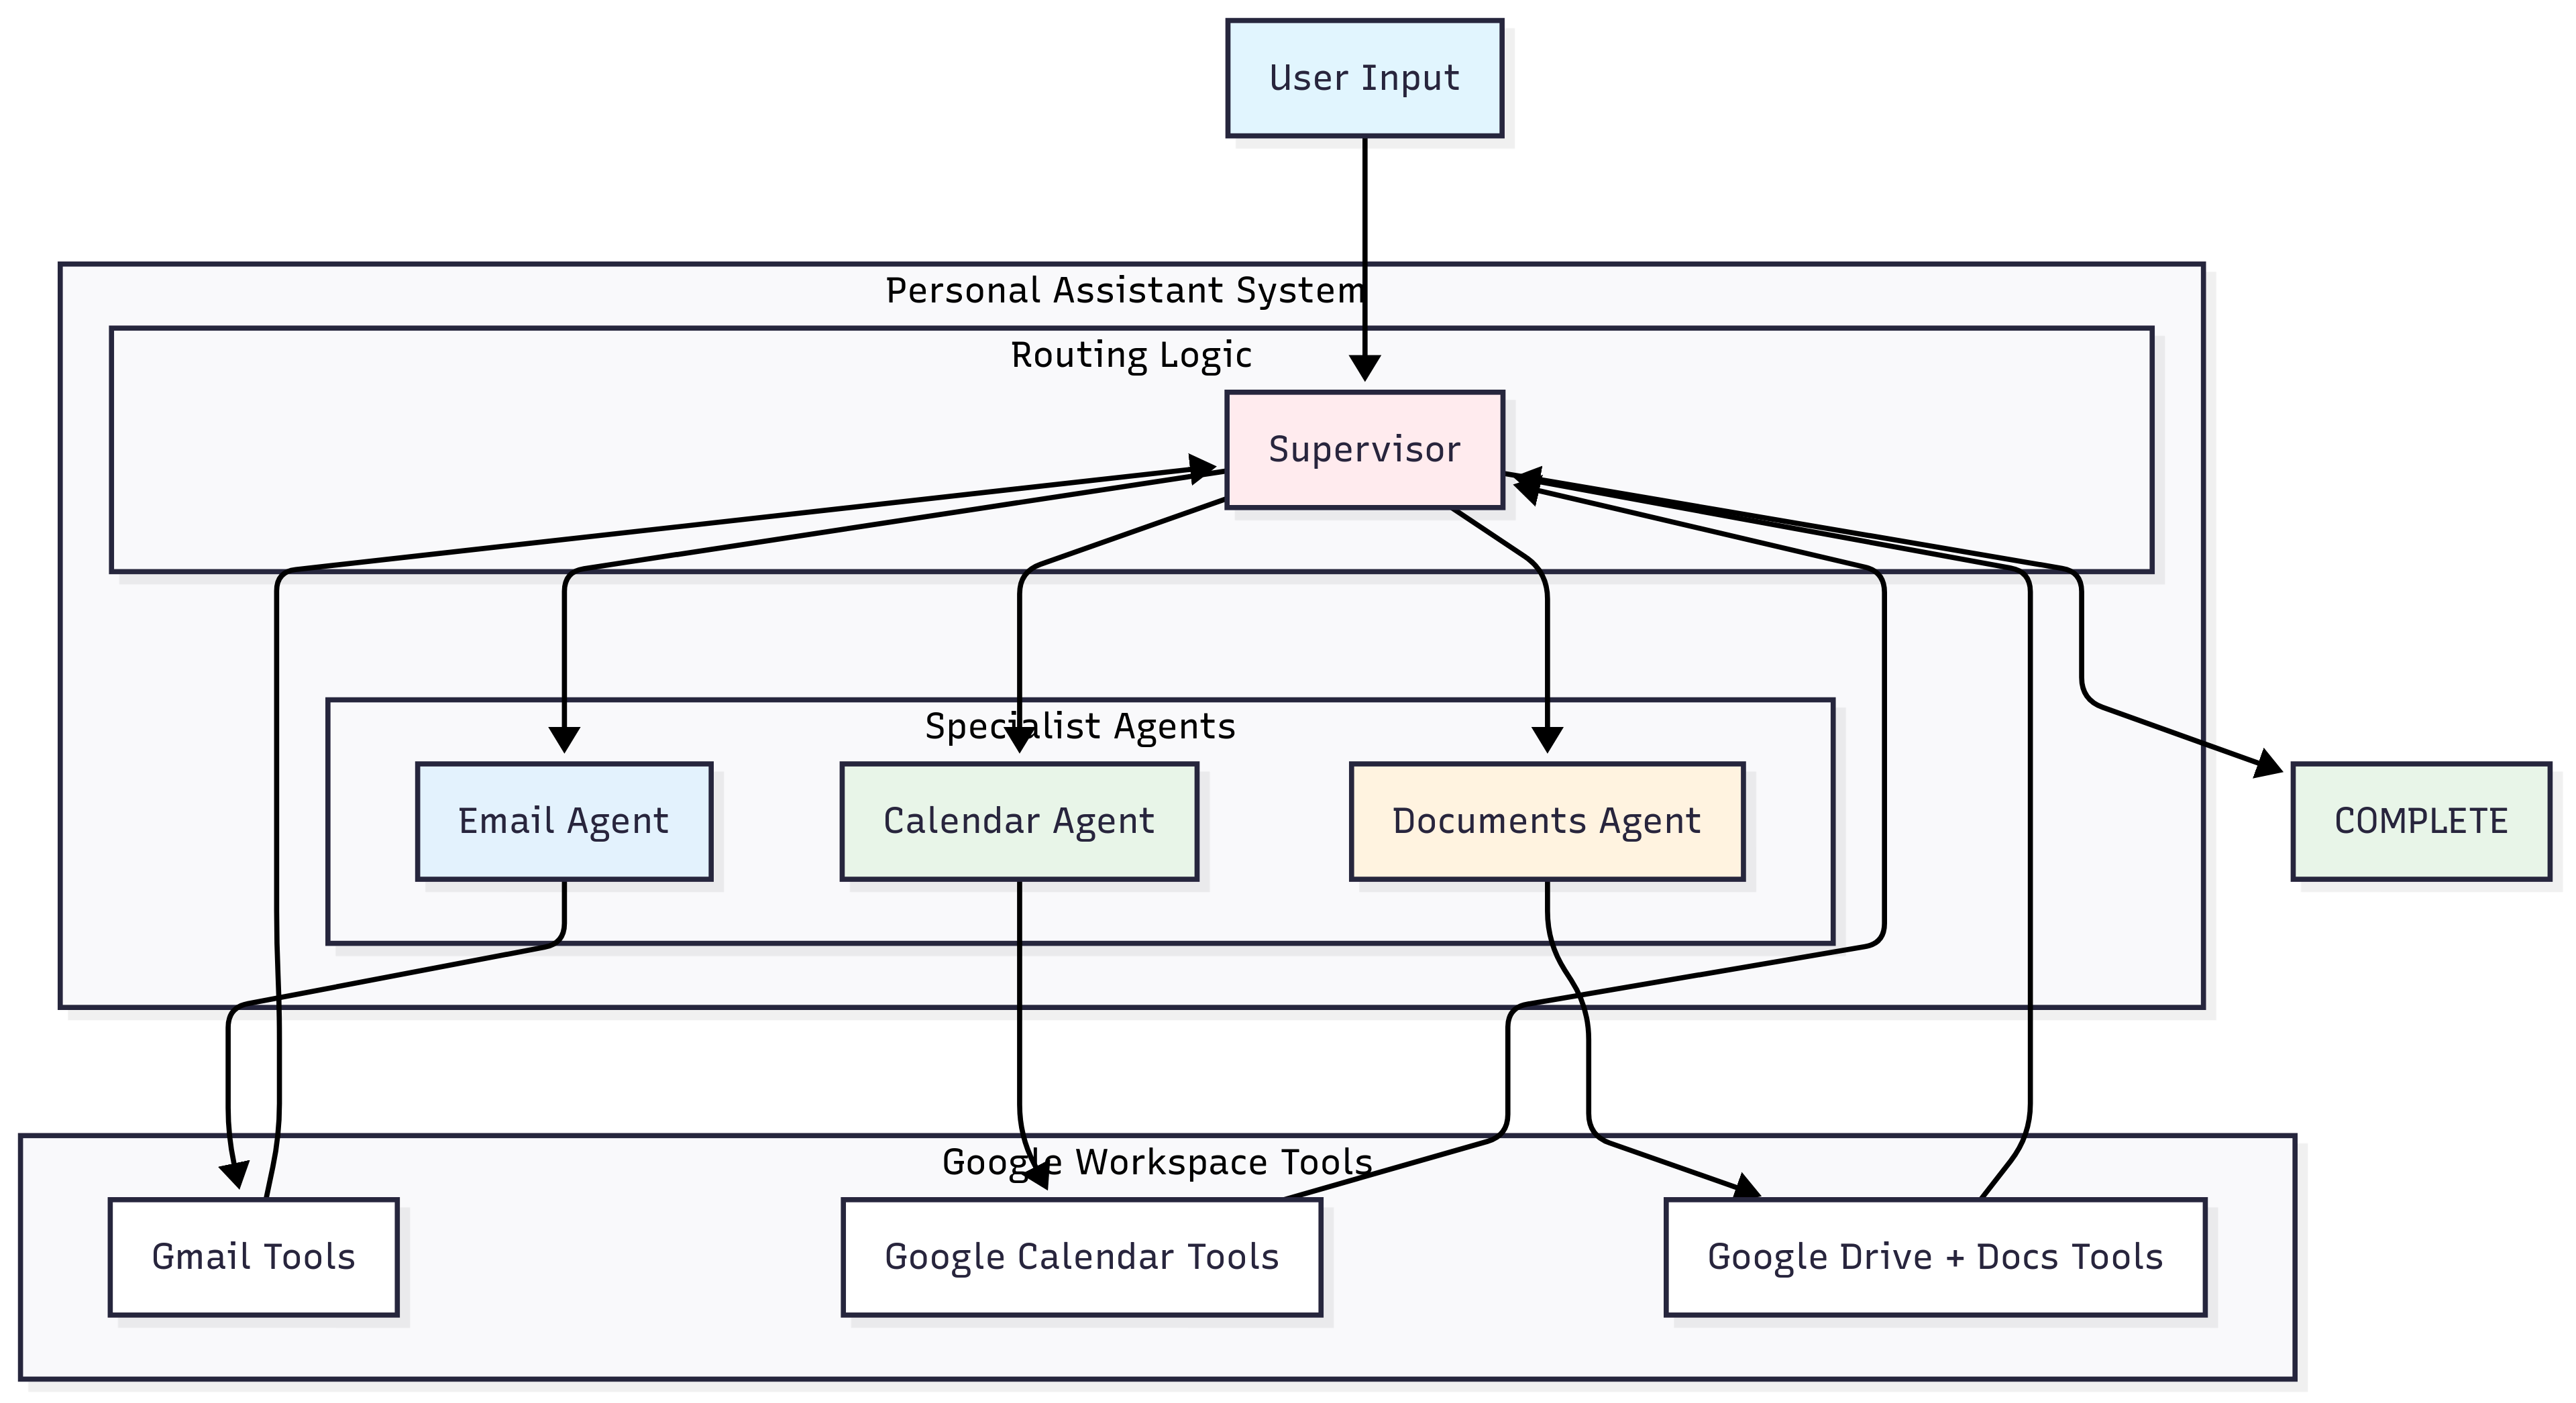 User Input
Personal Assistant System
Routing Logic
Supervisor
Specialist Agents
Email Agent
Calendar Agent
Documents Agent
COMPLETE
Google Workspace Tools
Gmail Tools
Google Calendar Tools
Google Drive + Docs Tools